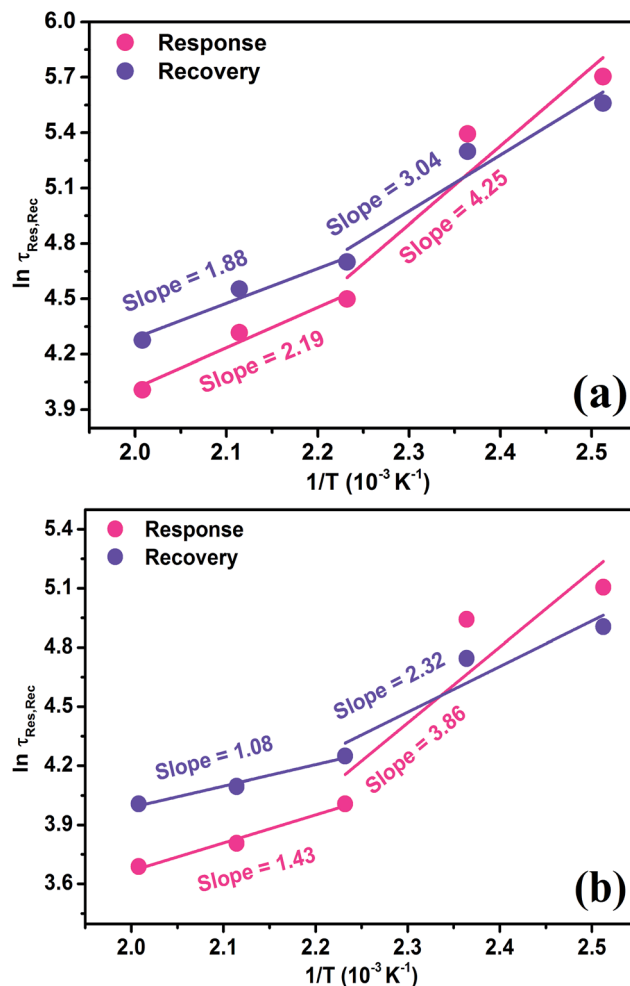 6.0
5.7
5.4
5.1
4.8
4.5
4.2
3.9
ln τRes,Rec
Response
Recovery
Slope = 1.88
Slope = 3.04
Slope = 4.25
Slope = 2.19
(a)
2.0 2.1 2.2 2.3 2.4 2.5
1/T (10⁻³ K⁻¹)
5.4
5.1
4.8
4.5
4.2
3.9
3.6
ln τRes,Rec
Response
Recovery
Slope = 1.08
Slope = 2.32
Slope = 3.86
Slope = 1.43
(b)
2.0 2.1 2.2 2.3 2.4 2.5
1/T (10⁻³ K⁻¹)